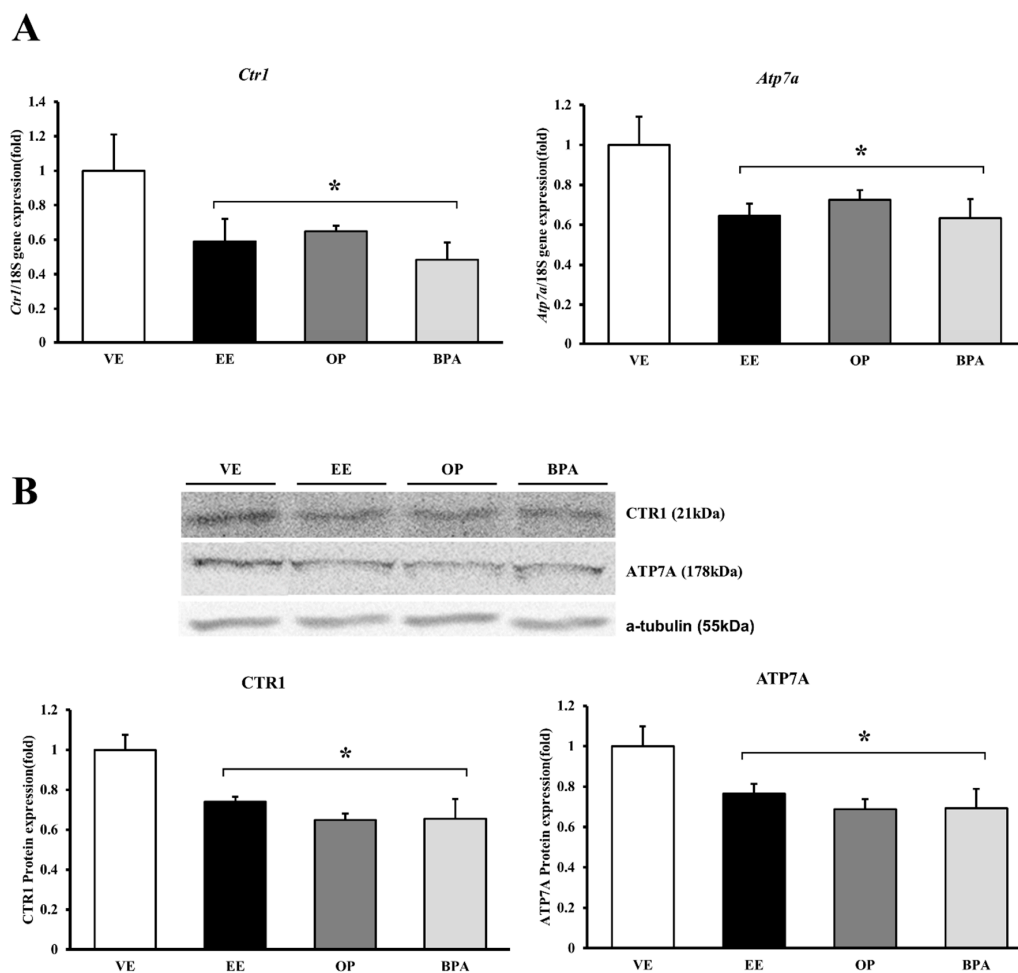 A
Ctr1
Ctr1/18S gene expression(fold)
1.4
1.2
1
0.8
0.6
0.4
0.2
0
*
VE EE OP BPA
Atp7a
Atp7a/18S gene expression(fold)
1.2
1
0.8
0.6
0.4
0.2
0
*
VE EE OP BPA
B
VE EE OP BPA
CTR1 (21kDa)
ATP7A (178kDa)
a-tubulin (55kDa)
CTR1
CTR1 Protein expression(fold)
1.2
1
0.8
0.6
0.4
0.2
0
*
VE EE OP BPA
ATP7A
ATP7A Protein expression(fold)
1.2
1
0.8
0.6
0.4
0.2
0
*
VE EE OP BPA